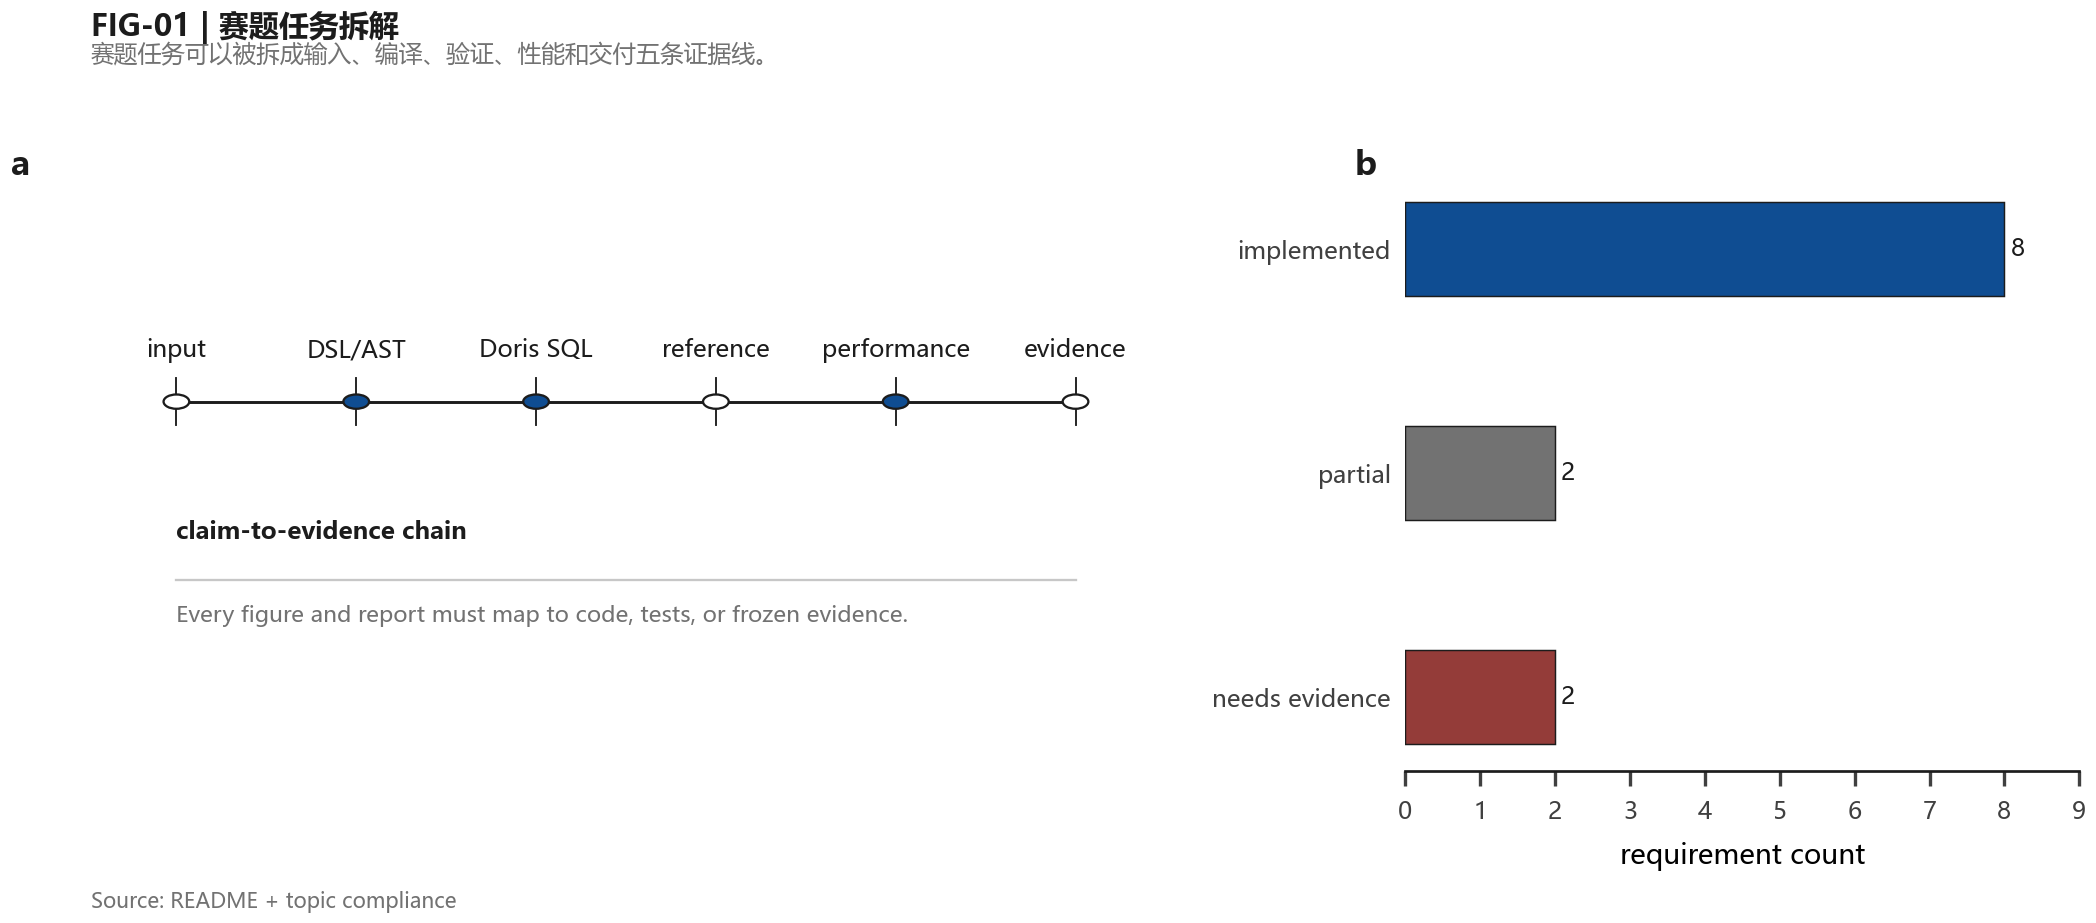 FIG-01 | 赛题任务拆解
赛题任务可以被拆成输入、编译、验证、性能和交付五条证据线。
a
input DSL/AST Doris SQL reference performance evidence
claim-to-evidence chain
Every figure and report must map to code, tests, or frozen evidence.
b
implemented 8
partial 2
needs evidence 2
0 1 2 3 4 5 6 7 8 9
requirement count
Source: README + topic compliance